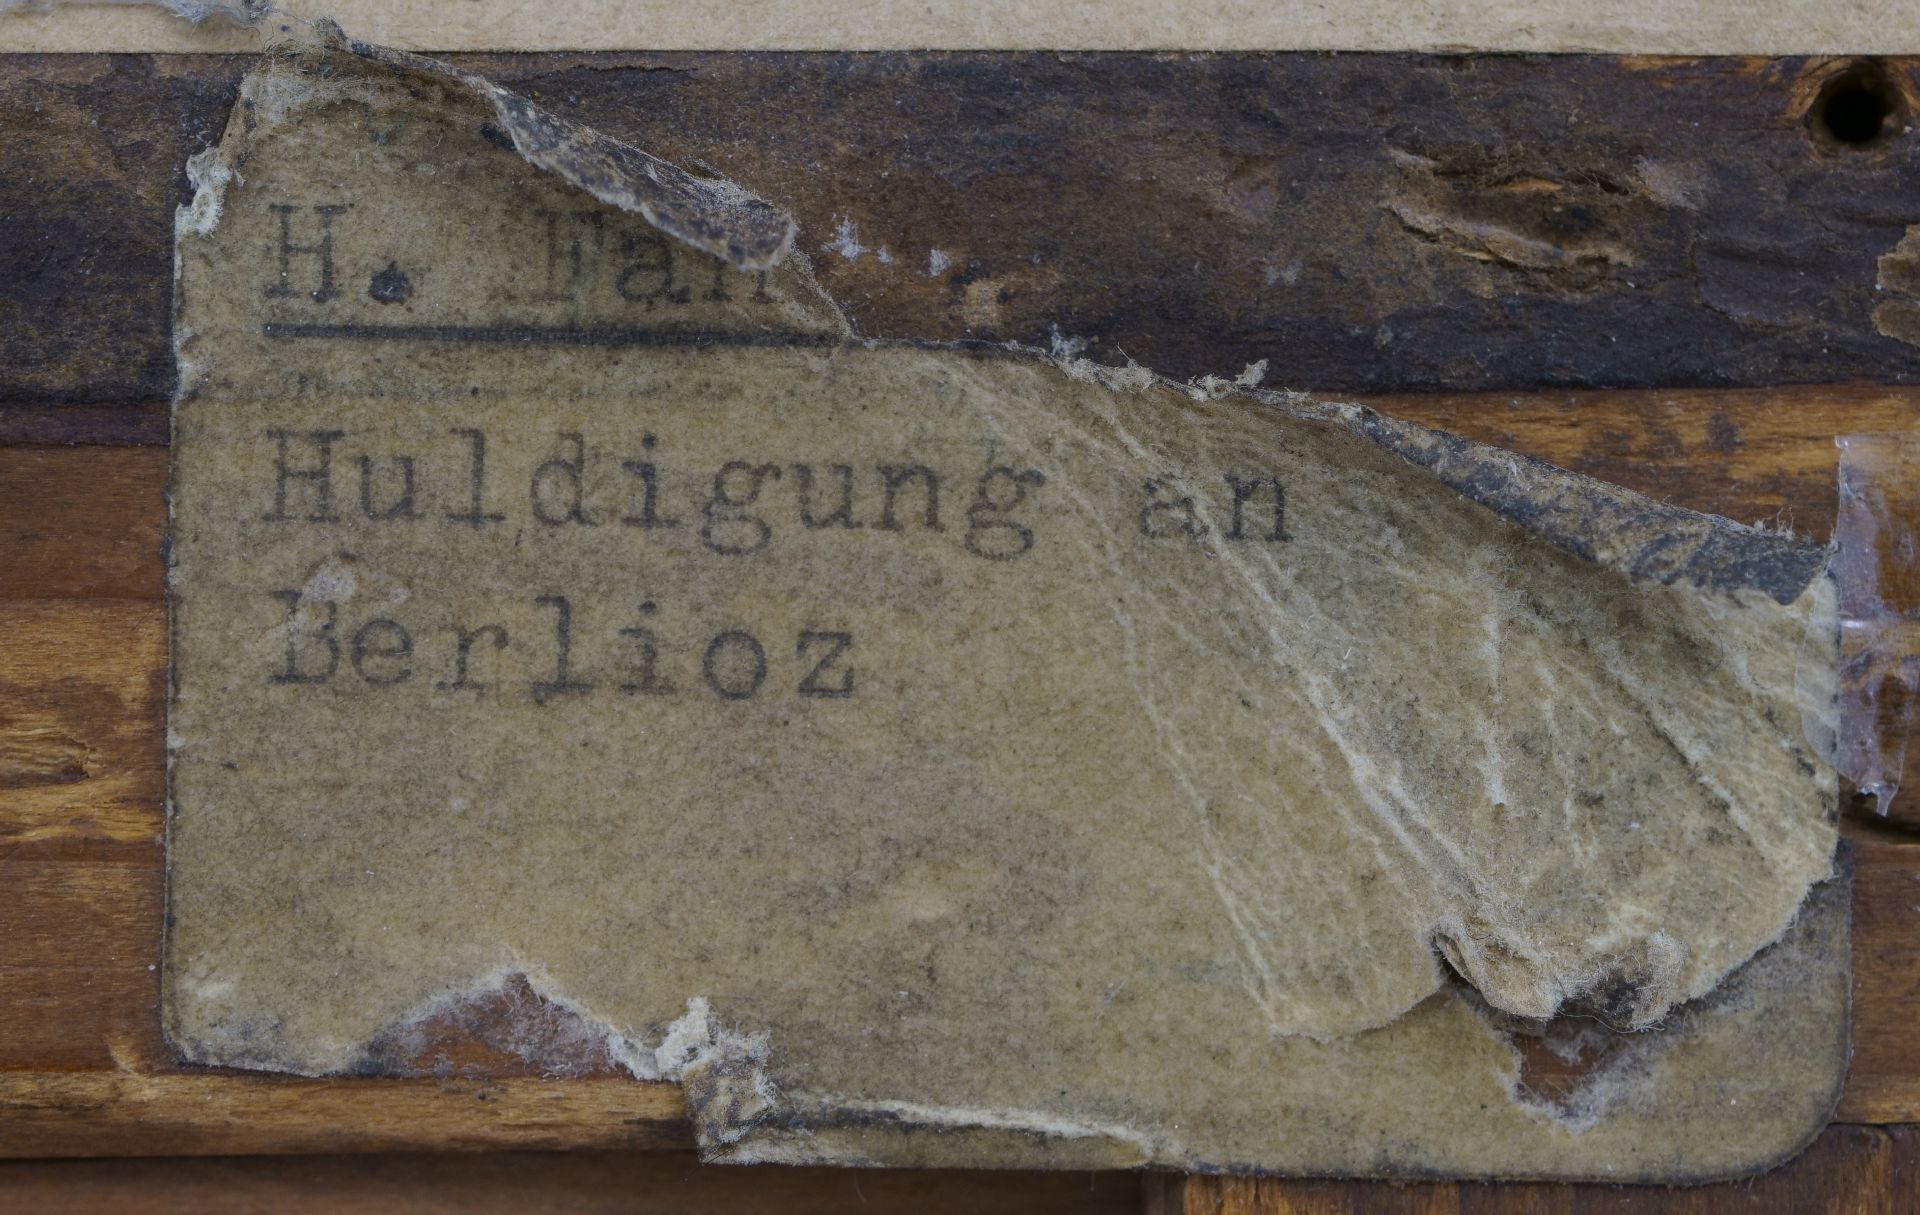 H. Fan
Huldigung an
Berlioz